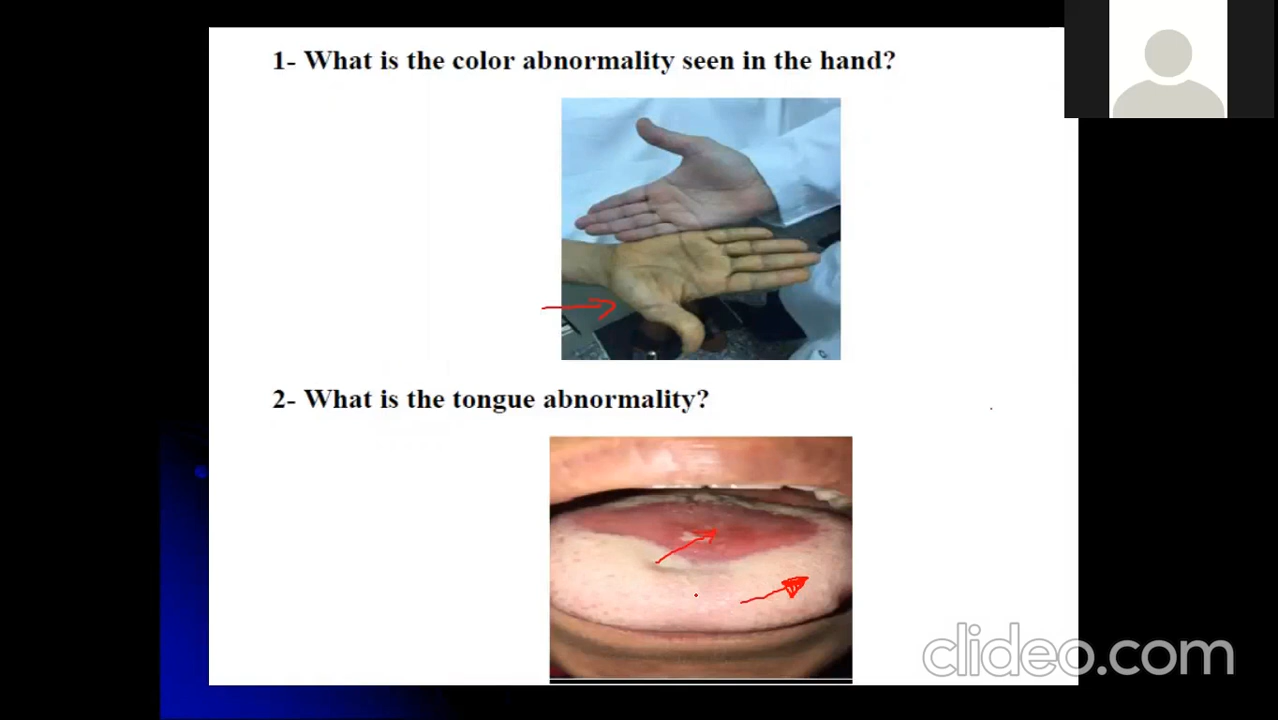 1- What is the color abnormality seen in the hand?
2- What is the tongue abnormality?
clideo.com